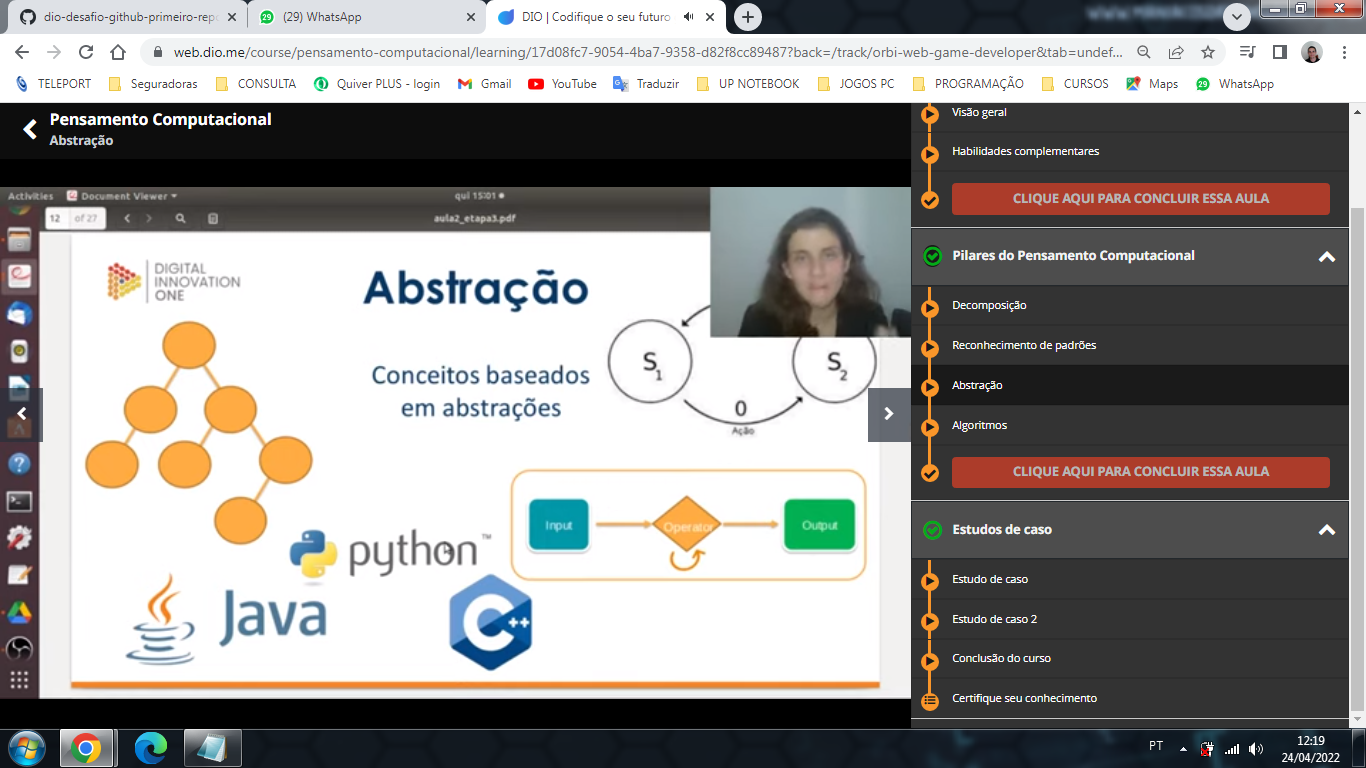 dio-desafio-github-primeiro-repo
(29) WhatsApp
DIO | Codifique o seu futuro
web.dio.me/course/pensamento-computacional/learning/17d08fc7-9054-4ba7-9358-d82f8cc89487?back=/track/orbi-web-game-developer&tab=undef...
TELEPORT
Seguradoras
CONSULTA
Quiver PLUS - login
Gmail
YouTube
Traduzir
UP NOTEBOOK
JOGOS PC
PROGRAMAÇÃO
CURSOS
Maps
29
WhatsApp
Pensamento Computacional
Abstração
Activities
Document Viewer
qui 15:01
12 of 27
aula2_etapa3.pdf
DIGITAL
INNOVATION
ONE
Abstração
Conceitos baseados
em abstrações
S1
S2
0
Ação
Input
Operator
Output
python™
Java
C++
Visão geral
Habilidades complementares
CLIQUE AQUI PARA CONCLUIR ESSA AULA
Pilares do Pensamento Computacional
Decomposição
Reconhecimento de padrões
Abstração
Algoritmos
CLIQUE AQUI PARA CONCLUIR ESSA AULA
Estudos de caso
Estudo de caso
Estudo de caso 2
Conclusão do curso
Certifique seu conhecimento
PT
12:19
24/04/2022